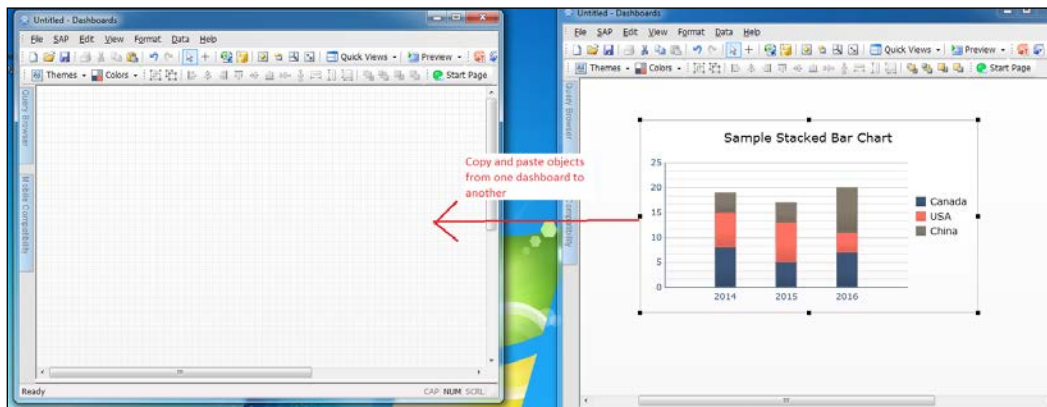 Untitled - Dashboards
File SAP Edit View Format Data Help
Quick Views Preview
Themes Colors Start Page
Query Browser
Mobile Compatibility
Ready
CAP NUM SCRL
Copy and paste objects
from one dashboard to
another
Untitled - Dashboards
File SAP Edit View Format Data Help
Quick Views Preview
Themes Colors Start Page
Query Browser
Sample Stacked Bar Chart
25
20
15
10
5
0
2014 2015 2016
Canada
USA
China